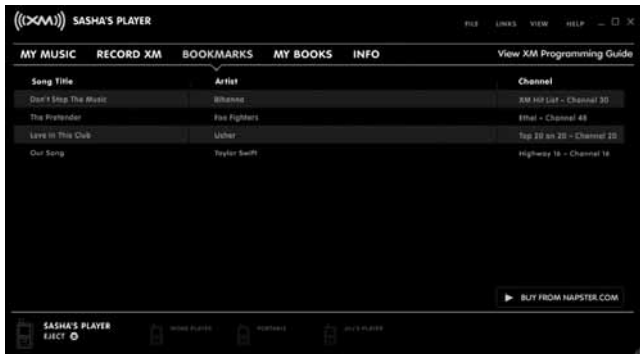 ((XM)) SASHA'S PLAYER
FILE LINKS VIEW HELP
MY MUSIC RECORD XM BOOKMARKS MY BOOKS INFO View XM Programming Guide
Song Title Artist Channel
Don't Stop The Music Rihanna XM Hit List - Channel 30
The Pretender Foo Fighters Ethel - Channel 48
Love In This Club Usher Top 20 on 20 - Channel 20
Our Song Taylor Swift Highway 16 - Channel 16
BUY FROM NAPSTER.COM
SASHA'S PLAYER
EJECT
PORTABLE
PLAYER